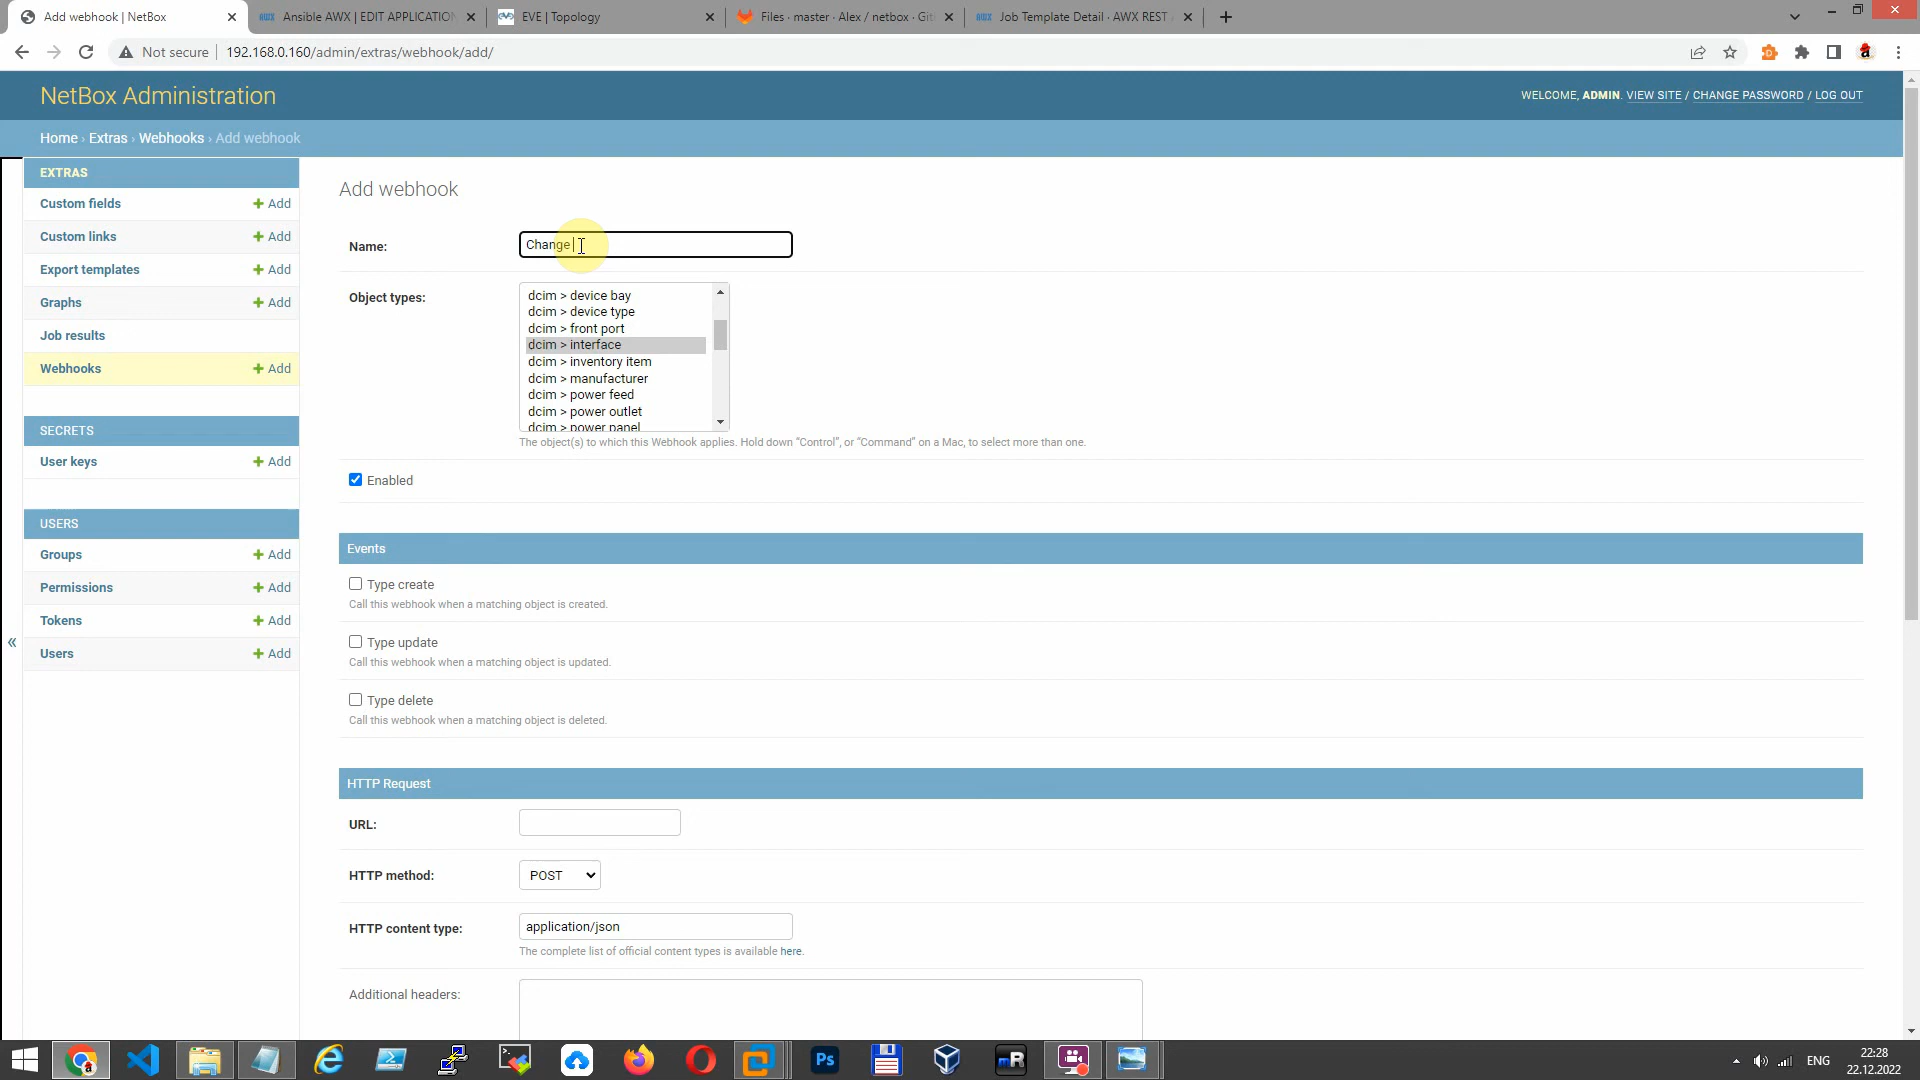 Add webhook | NetBox
Ansible AWX | EDIT APPLICATION
EVE | Topology
Files · master · Alex / netbox · Git
Job Template Detail · AWX REST
Not secure
192.168.0.160/admin/extras/webhook/add/
NetBox Administration
WELCOME, ADMIN. VIEW SITE / CHANGE PASSWORD / LOG OUT
Home › Extras › Webhooks › Add webhook
EXTRAS
Custom fields + Add
Custom links + Add
Export templates + Add
Graphs + Add
Job results
Webhooks + Add
SECRETS
User keys + Add
USERS
Groups + Add
Permissions + Add
Tokens + Add
Users + Add
«
Add webhook
Name: Change
Object types:
dcim > device bay
dcim > device type
dcim > front port
dcim > interface
dcim > inventory item
dcim > manufacturer
dcim > power feed
dcim > power outlet
dcim > power panel
The object(s) to which this Webhook applies. Hold down “Control”, or “Command” on a Mac, to select more than one.
Enabled
Events
Type create
Call this webhook when a matching object is created.
Type update
Call this webhook when a matching object is updated.
Type delete
Call this webhook when a matching object is deleted.
HTTP Request
URL:
HTTP method: POST
HTTP content type: application/json
The complete list of official content types is available here.
Additional headers:
Ps
mR
ENG
22:28
22.12.2022